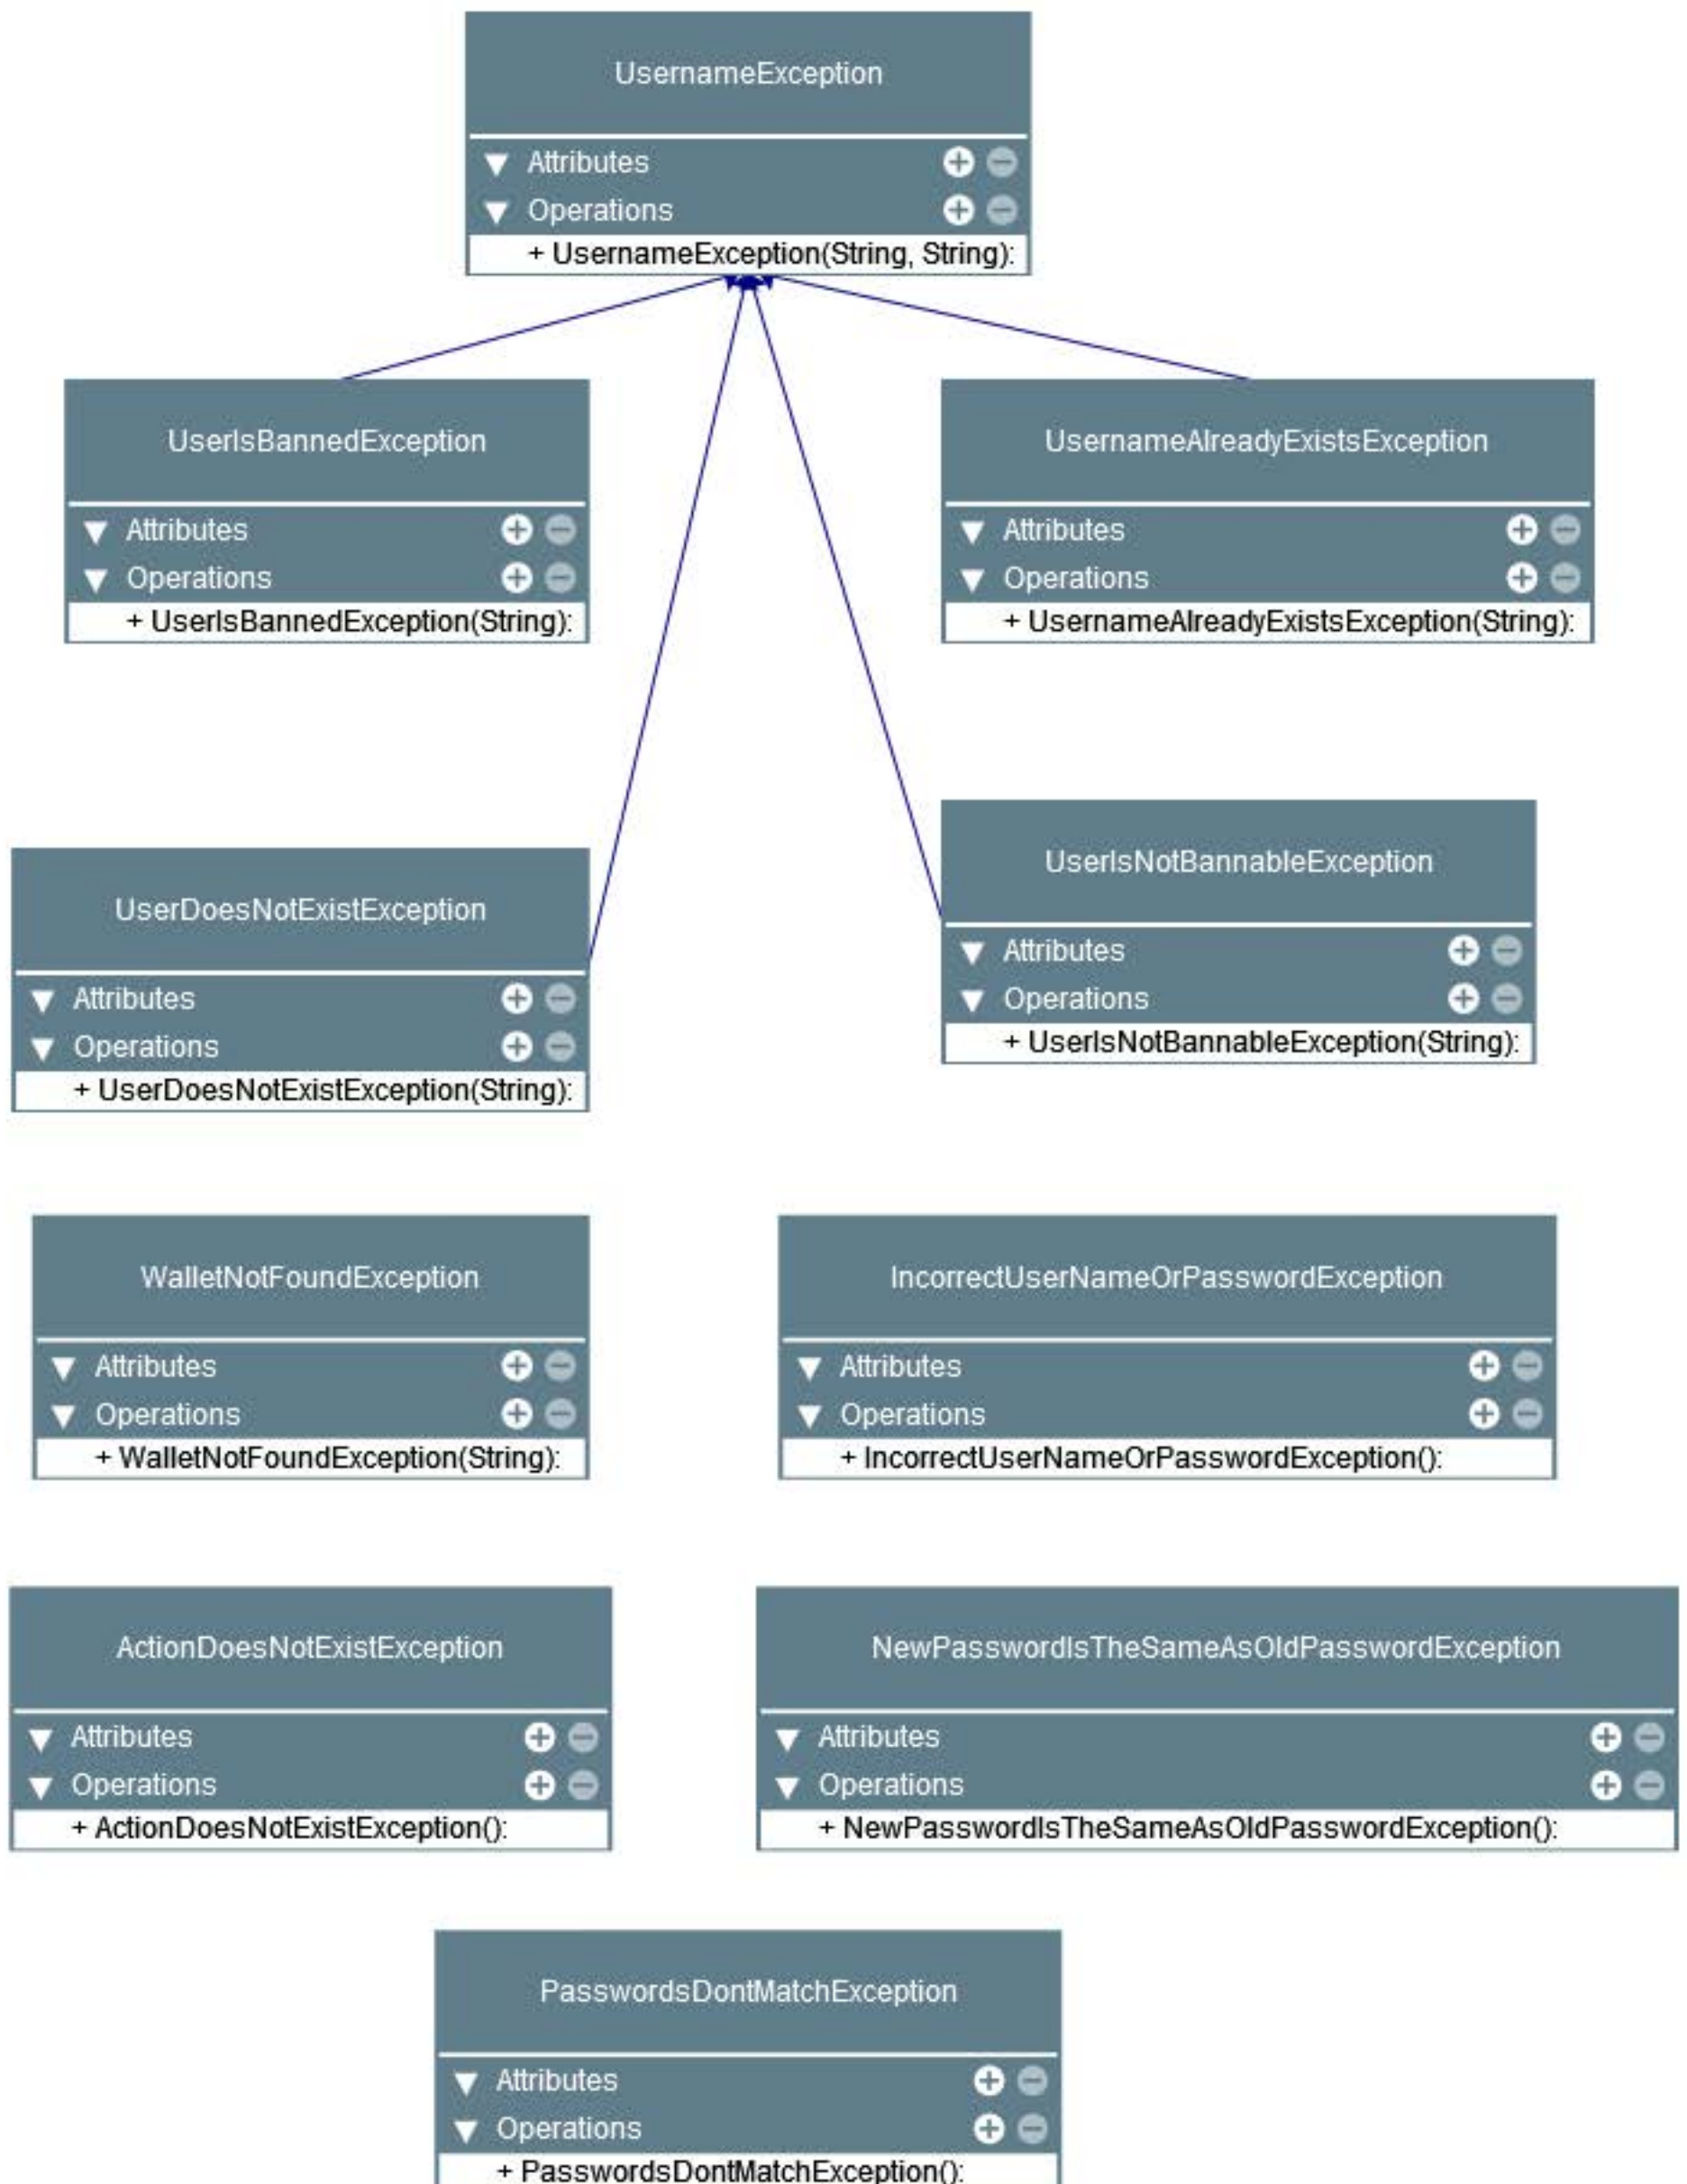 UsernameException
Attributes
Operations
+ UsernameException(String, String):
UserIsBannedException
Attributes
Operations
+ UserIsBannedException(String):
UsernameAlreadyExistsException
Attributes
Operations
+ UsernameAlreadyExistsException(String):
UserDoesNotExistException
Attributes
Operations
+ UserDoesNotExistException(String):
UserIsNotBannableException
Attributes
Operations
+ UserIsNotBannableException(String):
WalletNotFoundException
Attributes
Operations
+ WalletNotFoundException(String):
IncorrectUserNameOrPasswordException
Attributes
Operations
+ IncorrectUserNameOrPasswordException():
ActionDoesNotExistException
Attributes
Operations
+ ActionDoesNotExistException():
NewPasswordIsTheSameAsOldPasswordException
Attributes
Operations
+ NewPasswordIsTheSameAsOldPasswordException():
PasswordsDontMatchException
Attributes
Operations
+ PasswordsDontMatchException():